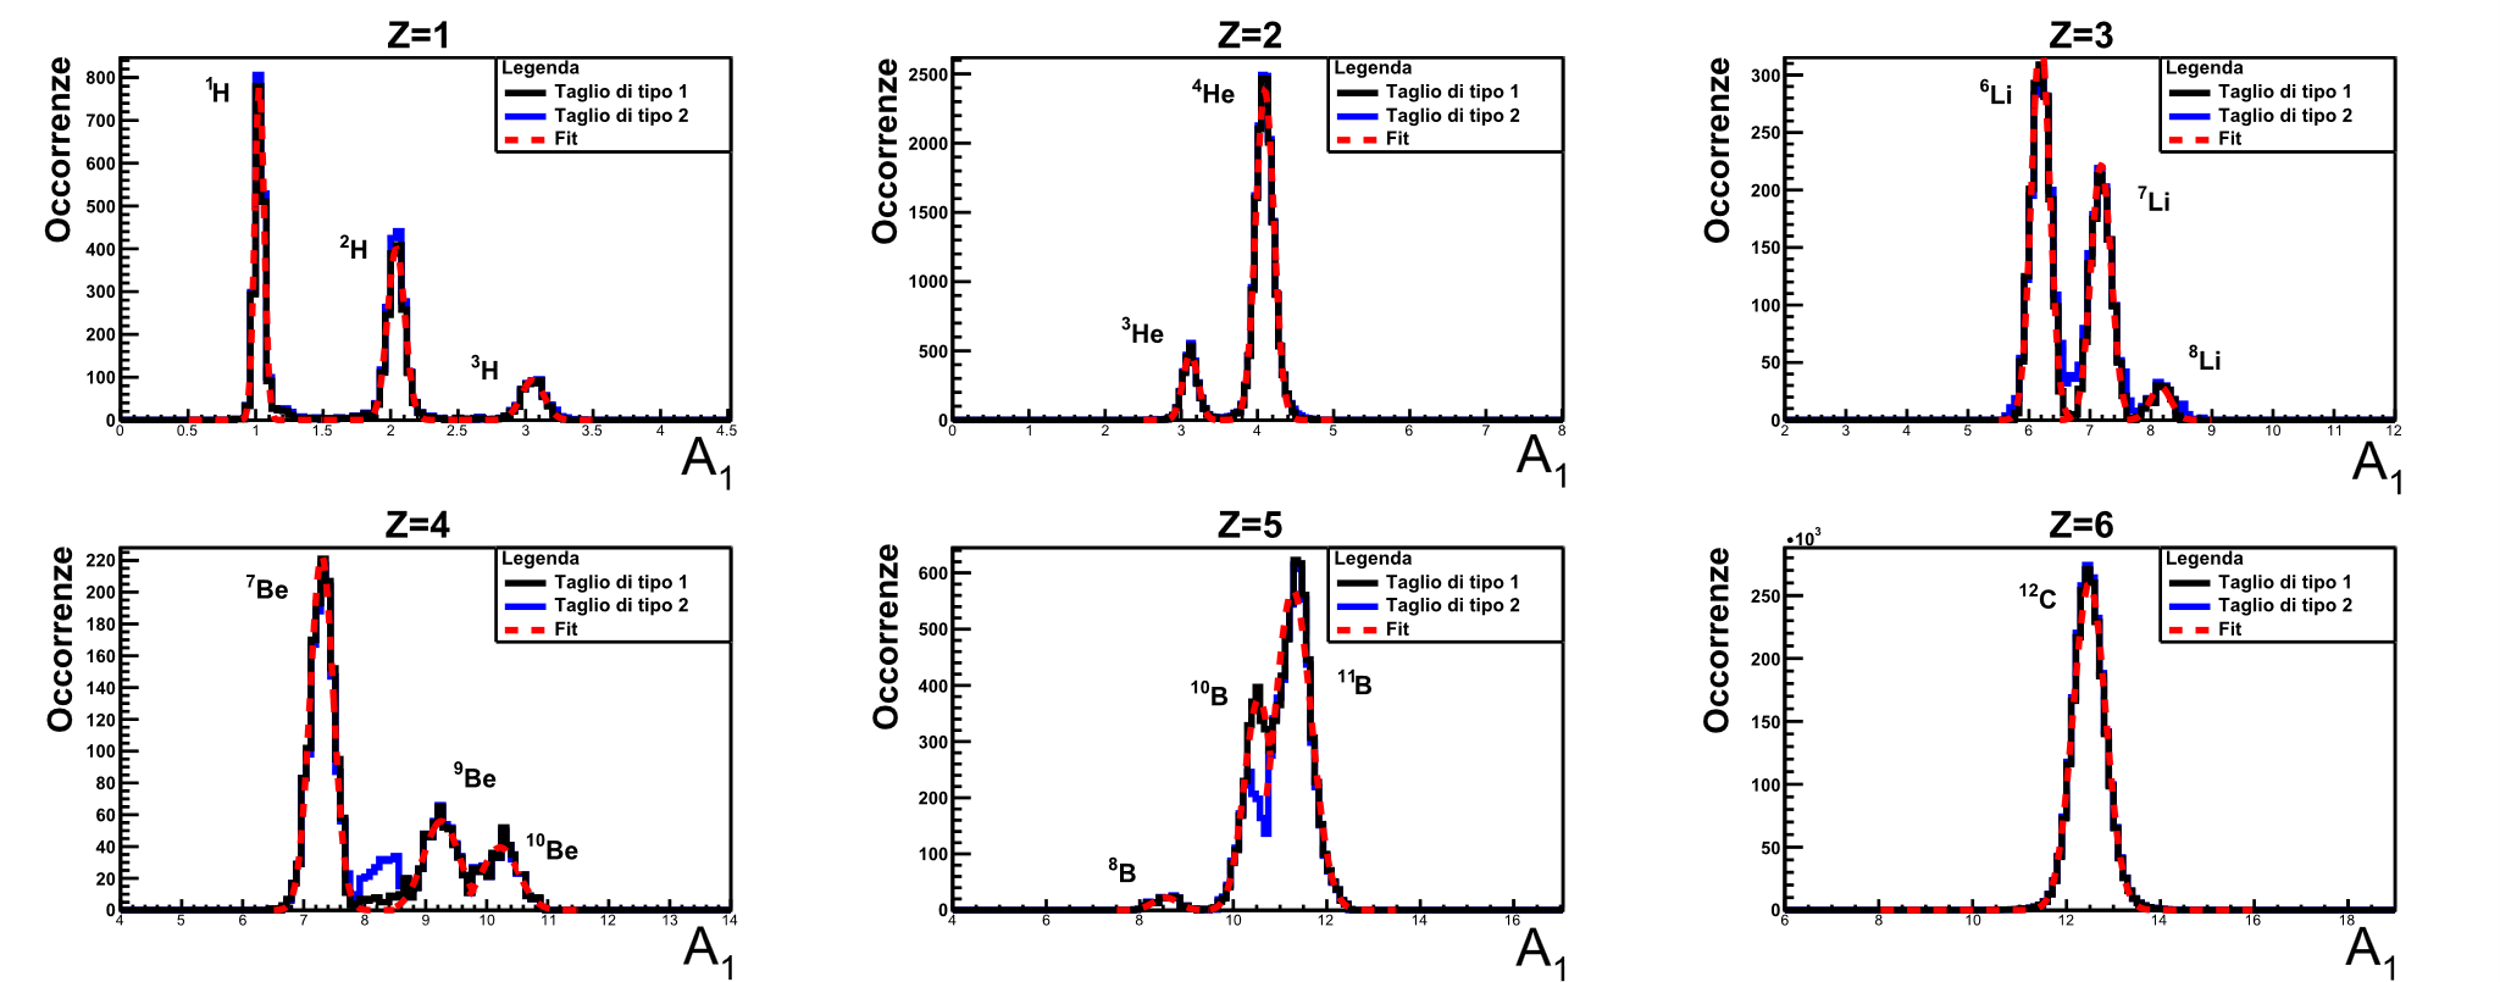 Z=1
Occorrenze
800
700
600
500
400
300
200
100
0
0 0.5 1 1.5 2 2.5 3 3.5 4 4.5
A1
1H
2H
3H
Legenda
Taglio di tipo 1
Taglio di tipo 2
Fit
Z=2
Occorrenze
2500
2000
1500
1000
500
0
0 1 2 3 4 5 6 7 8
A1
4He
3He
Legenda
Taglio di tipo 1
Taglio di tipo 2
Fit
Z=3
Occorrenze
300
250
200
150
100
50
0
2 3 4 5 6 7 8 9 10 11 12
A1
6Li
7Li
8Li
Legenda
Taglio di tipo 1
Taglio di tipo 2
Fit
Z=4
Occorrenze
220
200
180
160
140
120
100
80
60
40
20
0
4 5 6 7 8 9 10 11 12 13 14
A1
7Be
9Be
10Be
Legenda
Taglio di tipo 1
Taglio di tipo 2
Fit
Z=5
Occorrenze
600
500
400
300
200
100
0
4 6 8 10 12 14 16
A1
10B
11B
8B
Legenda
Taglio di tipo 1
Taglio di tipo 2
Fit
Z=6
•10³
Occorrenze
250
200
150
100
50
0
6 8 10 12 14 16 18
A1
12C
Legenda
Taglio di tipo 1
Taglio di tipo 2
Fit